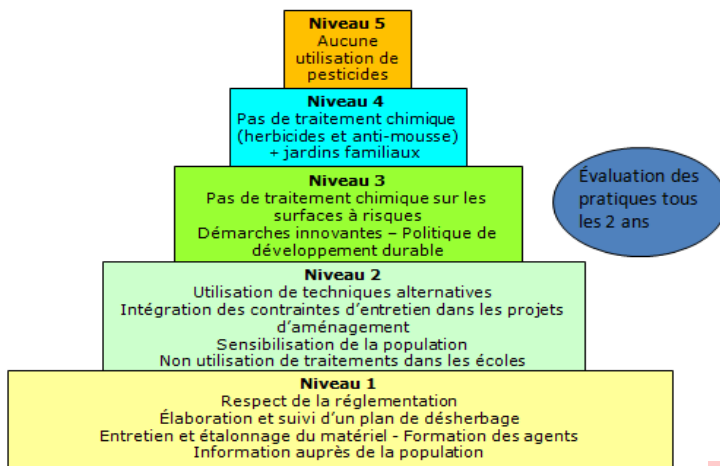 Niveau 5
Aucune
utilisation de
pesticides
Niveau 4
Pas de traitement chimique
(herbicides et anti-mousse)
+ jardins familiaux
Niveau 3
Pas de traitement chimique sur les
surfaces à risques
Démarches innovantes – Politique de
développement durable
Évaluation des
pratiques tous
les 2 ans
Niveau 2
Utilisation de techniques alternatives
Intégration des contraintes d'entretien dans les projets
d'aménagement
Sensibilisation de la population
Non utilisation de traitements dans les écoles
Niveau 1
Respect de la réglementation
Élaboration et suivi d'un plan de désherbage
Entretien et étalonnage du matériel - Formation des agents
Information auprès de la population